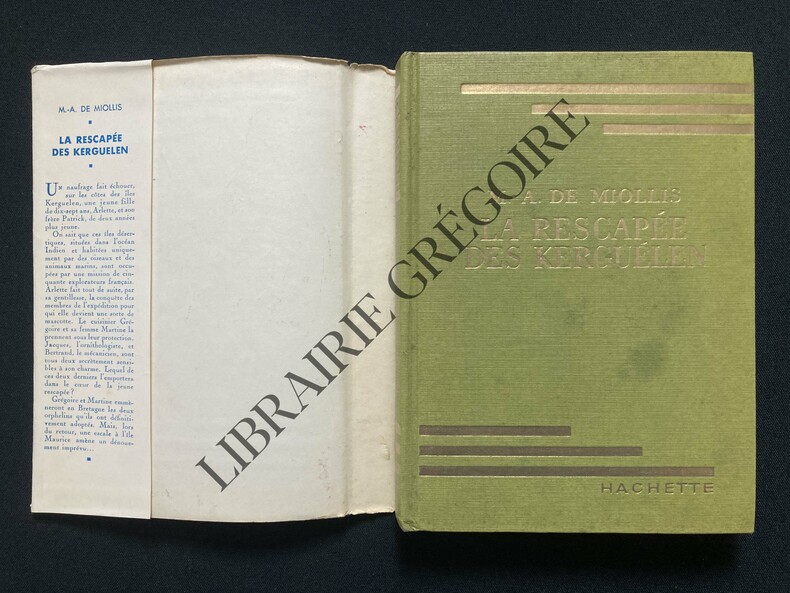 M.-A. DE MIOLLIS
LA RESCAPÉE
DES KERGUELEN
UN naufrage fait échouer,
sur les côtes des îles
Kerguelen, une jeune fille
de dix-sept ans, Arlette, et son
frère Patrick, de deux années
plus jeune.
On sait que ces îles déser-
tiques, situées dans l'océan
Indien et habitées unique-
ment par des oiseaux et des
animaux marins, sont occu-
pées par une mission de cin-
quante explorateurs français.
Arlette fait tout de suite, par
sa gentillesse, la conquête des
membres de l'expédition pour
qui elle devient une sorte de
mascotte. Le cuisinier Gré-
goire et sa femme Martine la
prennent sous leur protection.
Jacques, l'ornithologiste, et
Bertrand, le mécanicien, sont
tous deux secrètement sensi-
bles à son charme. Lequel de
ces deux derniers l'emportera
dans le cœur de la jeune
rescapée ?
Grégoire et Martine emmè-
neront en Bretagne les deux
orphelins qu'ils ont définiti-
vement adoptés. Mais, lors
du retour, une escale à l'île
Maurice amène un dénoue-
ment imprévu...
M.-A. DE MIOLLIS
LA RESCAPÉE
DES KERGUELEN
HACHETTE
LIBRAIRIE GRÉGOIRE